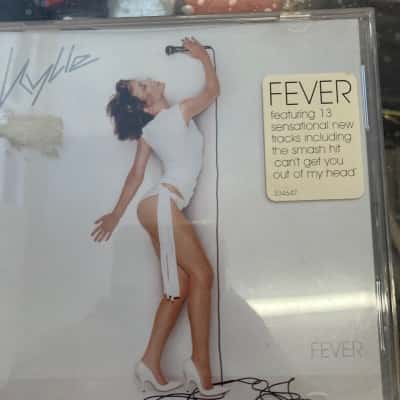 Kylie
FEVER
featuring 13
sensational new
tracks including
the smash hit
'can't get you
out of my head'
FEVER